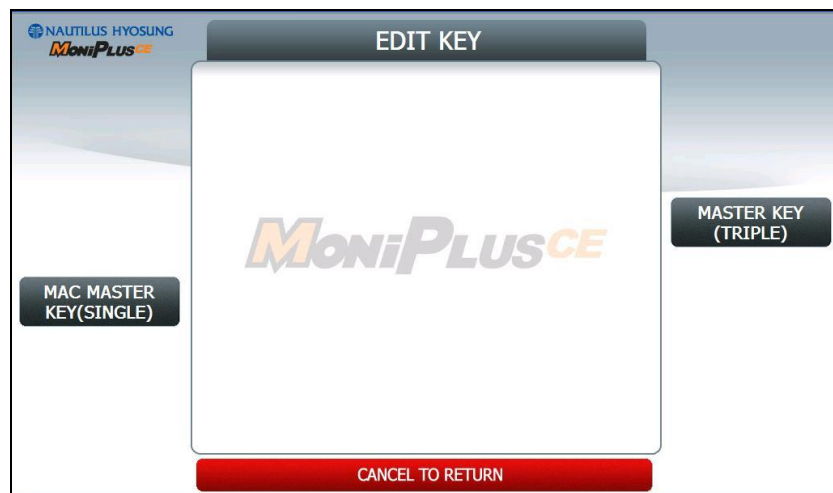 NAUTILUS HYOSUNG
MoniPlusCE
EDIT KEY
MoniPlusCE
MASTER KEY
(TRIPLE)
MAC MASTER
KEY(SINGLE)
CANCEL TO RETURN